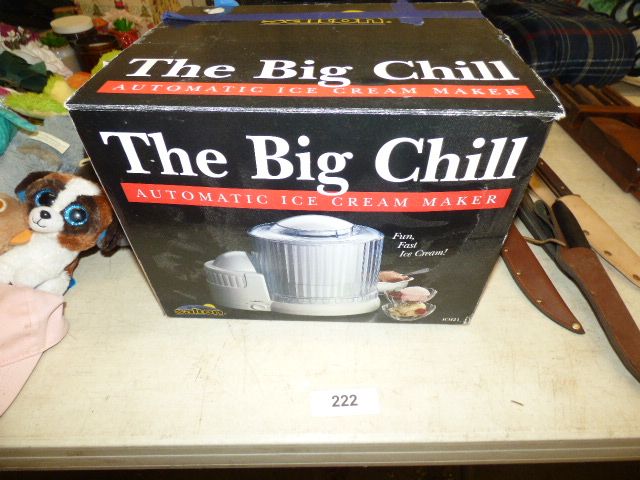 salton
The Big Chill
AUTOMATIC ICE CREAM MAKER
The Big Chill
AUTOMATIC ICE CREAM MAKER
Fun,
Fast
Ice Cream!
salton
222